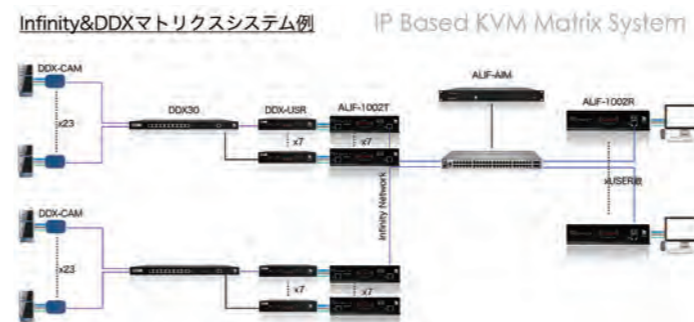 Infinity&DDXマトリクスシステム例
IP Based KVM Matrix System
DDX-CAM
x23
DDX30
DDX-USR
x7
ALIF-1002T
x7
ALIF-AIM
ALIF-1002R
xUSER数
Infinity Network
DDX-CAM
x23
x7
x7